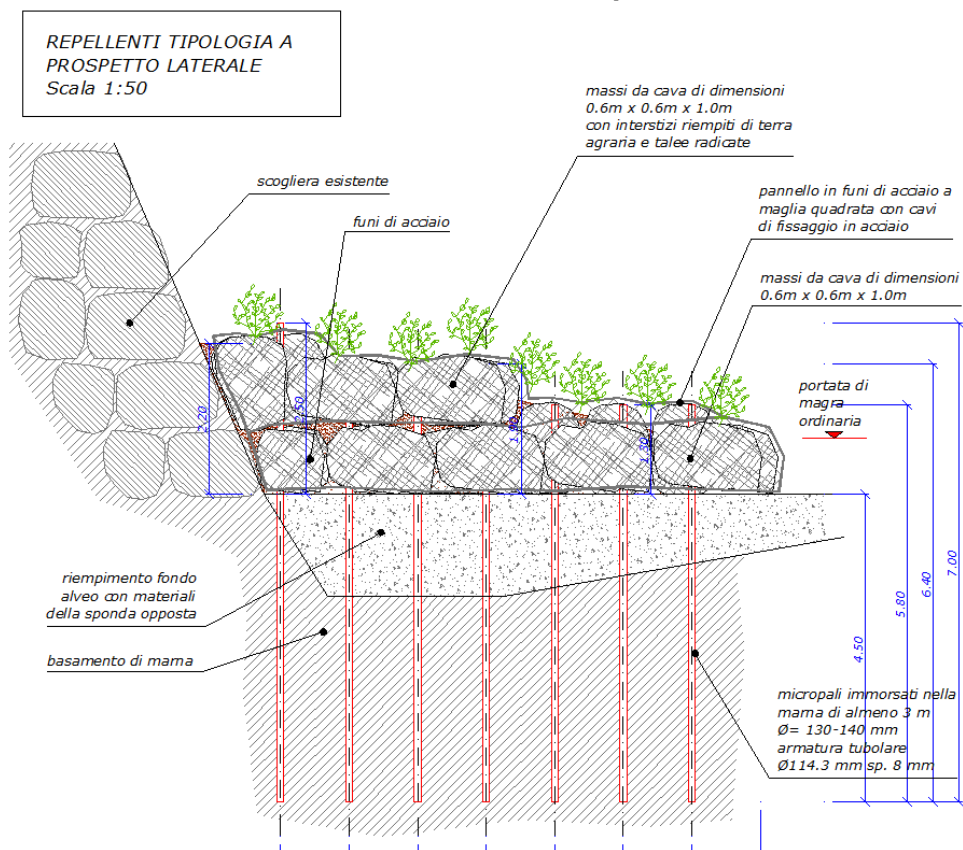 REPELLENTI TIPOLOGIA A
PROSPETTO LATERALE
Scala 1:50
massi da cava di dimensioni
0.6m x 0.6m x 1.0m
con interstizi riempiti di terra
agraria e talee radicate
scogliera esistente
funi di acciaio
pannello in funi di acciaio a
maglia quadrata con cavi
di fissaggio in acciaio
massi da cava di dimensioni
0.6m x 0.6m x 1.0m
portata di
magra
ordinaria
2.20
2.50
1.90
1.30
riempimento fondo
alveo con materiali
della sponda opposta
basamento di marna
4.50
5.80
6.40
7.00
micropali immorsati nella
marna di almeno 3 m
Ø= 130-140 mm
armatura tubolare
Ø114.3 mm sp. 8 mm